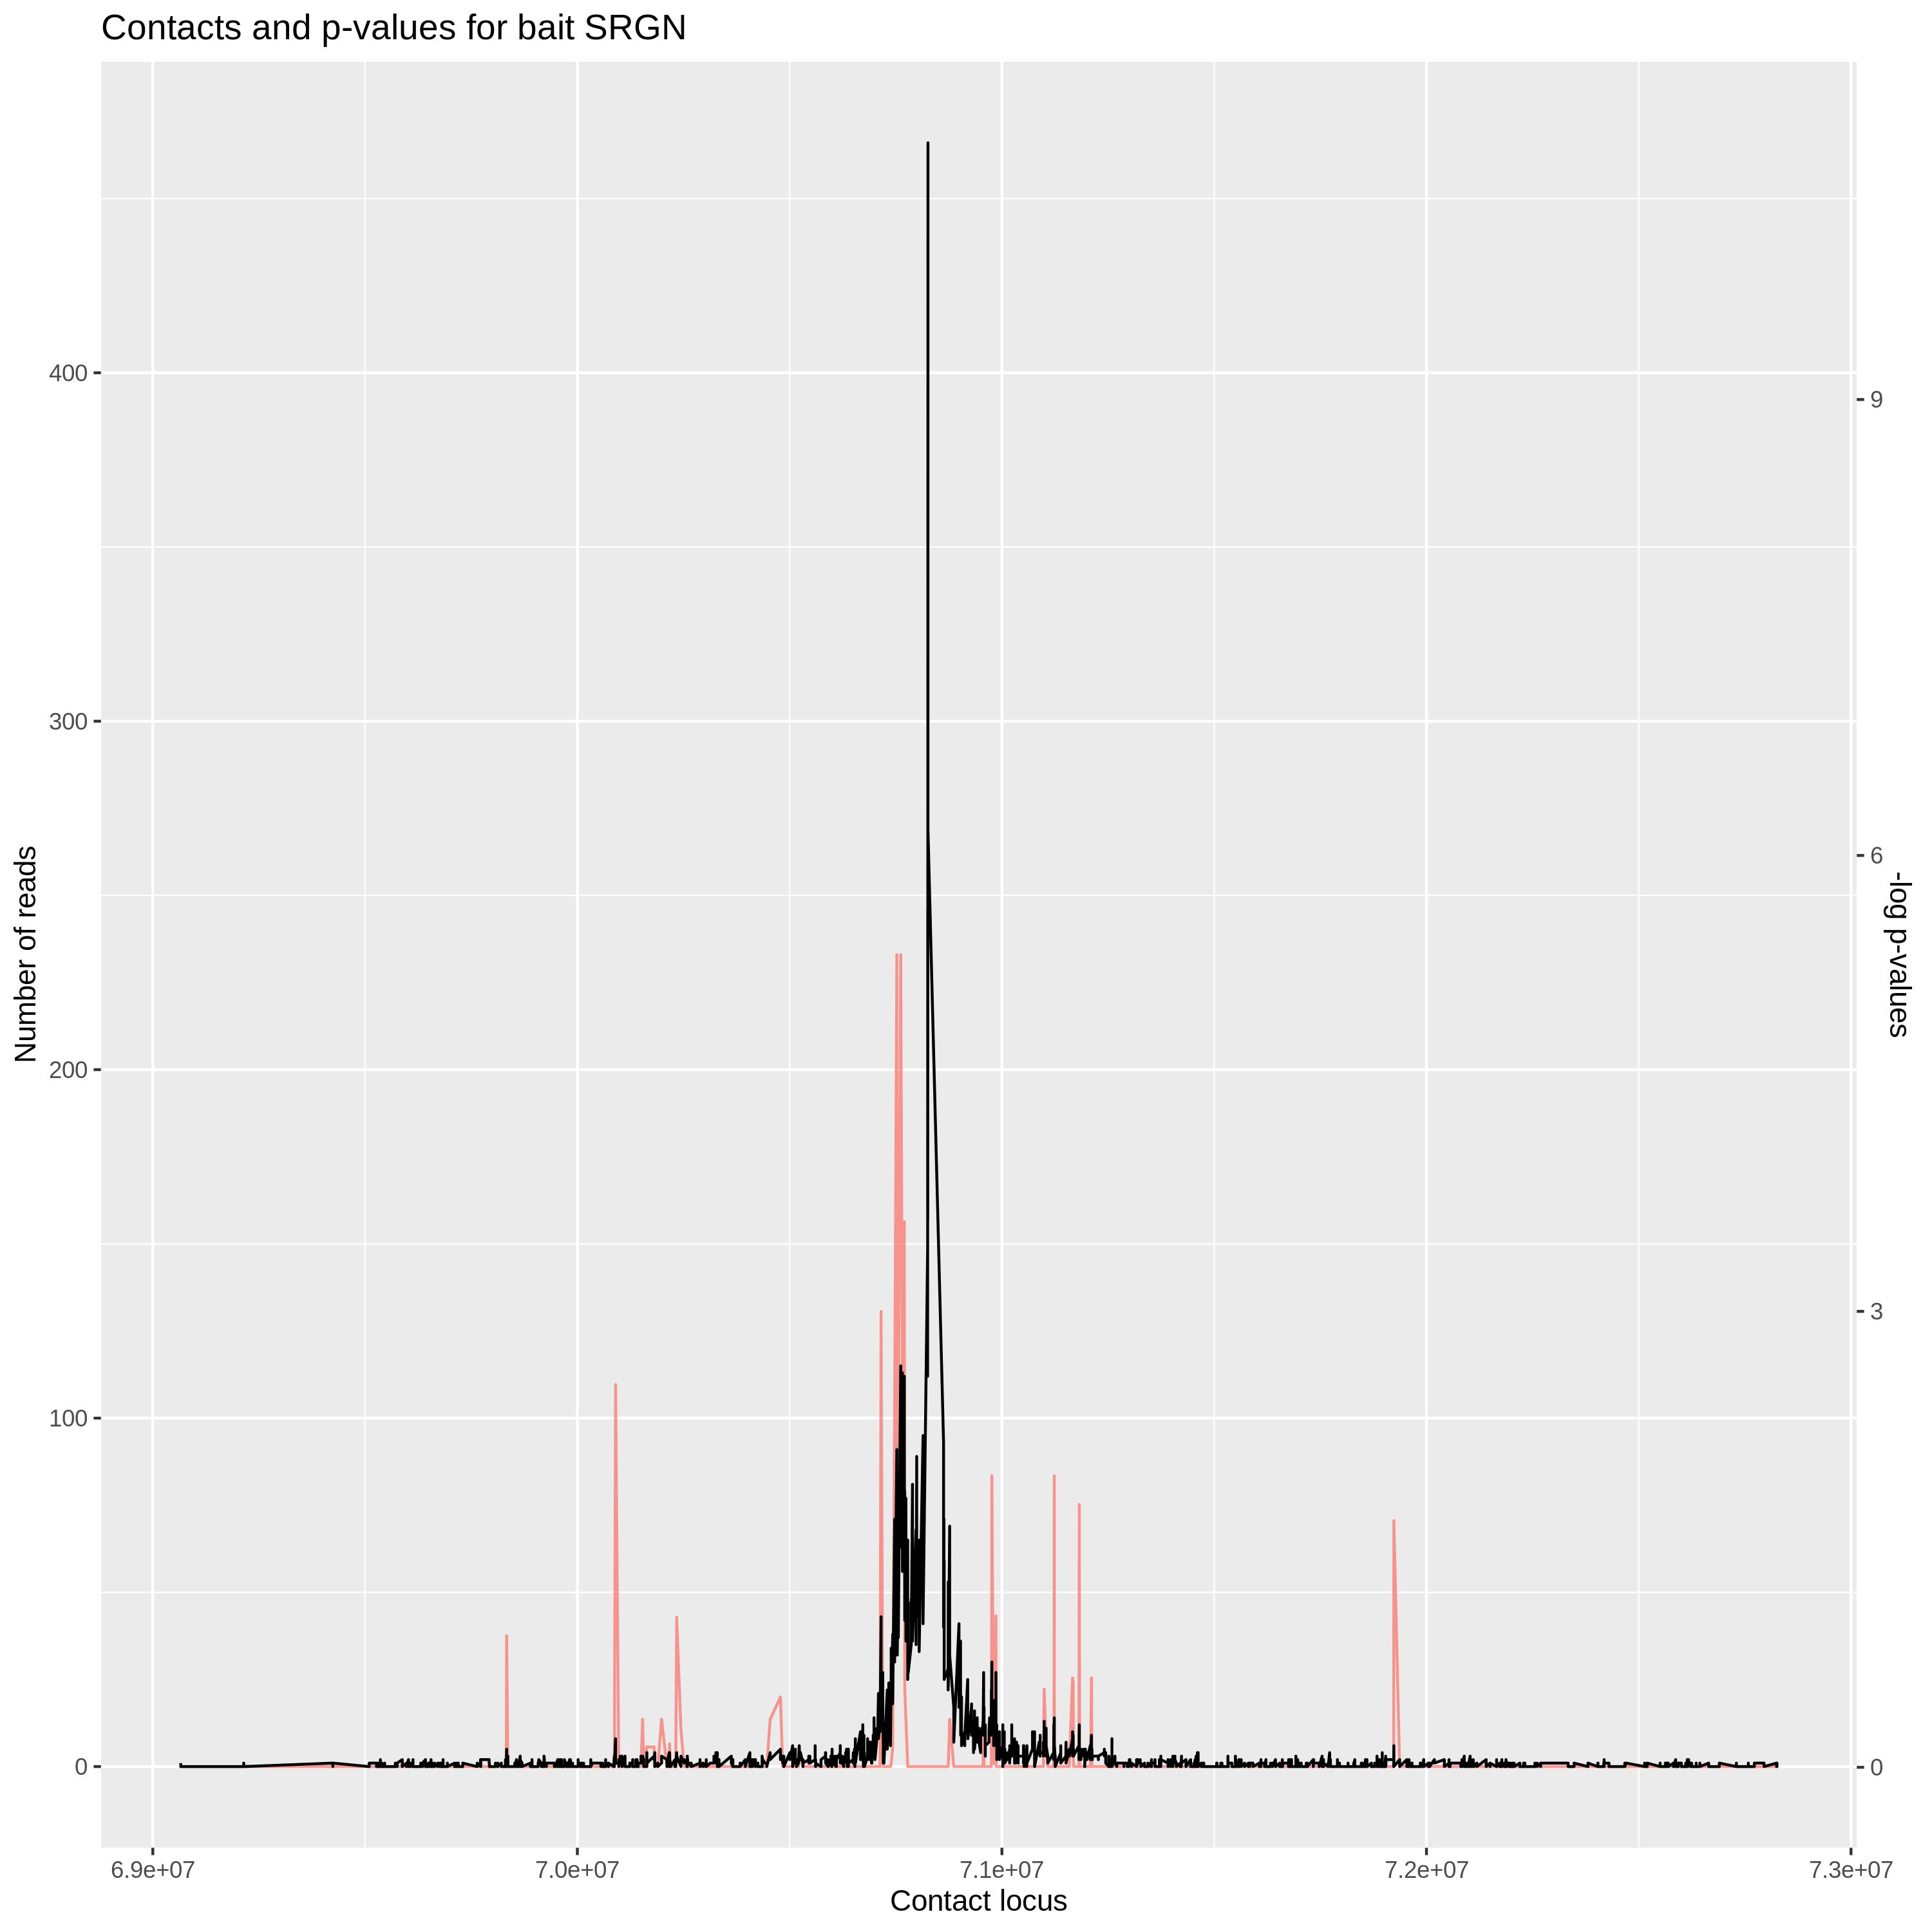 Contacts and p-values for bait SRGN
Number of reads
400
300
200
100
0
9
6
3
0
-log p-values
6.9e+07
7.0e+07
7.1e+07
7.2e+07
7.3e+07
Contact locus